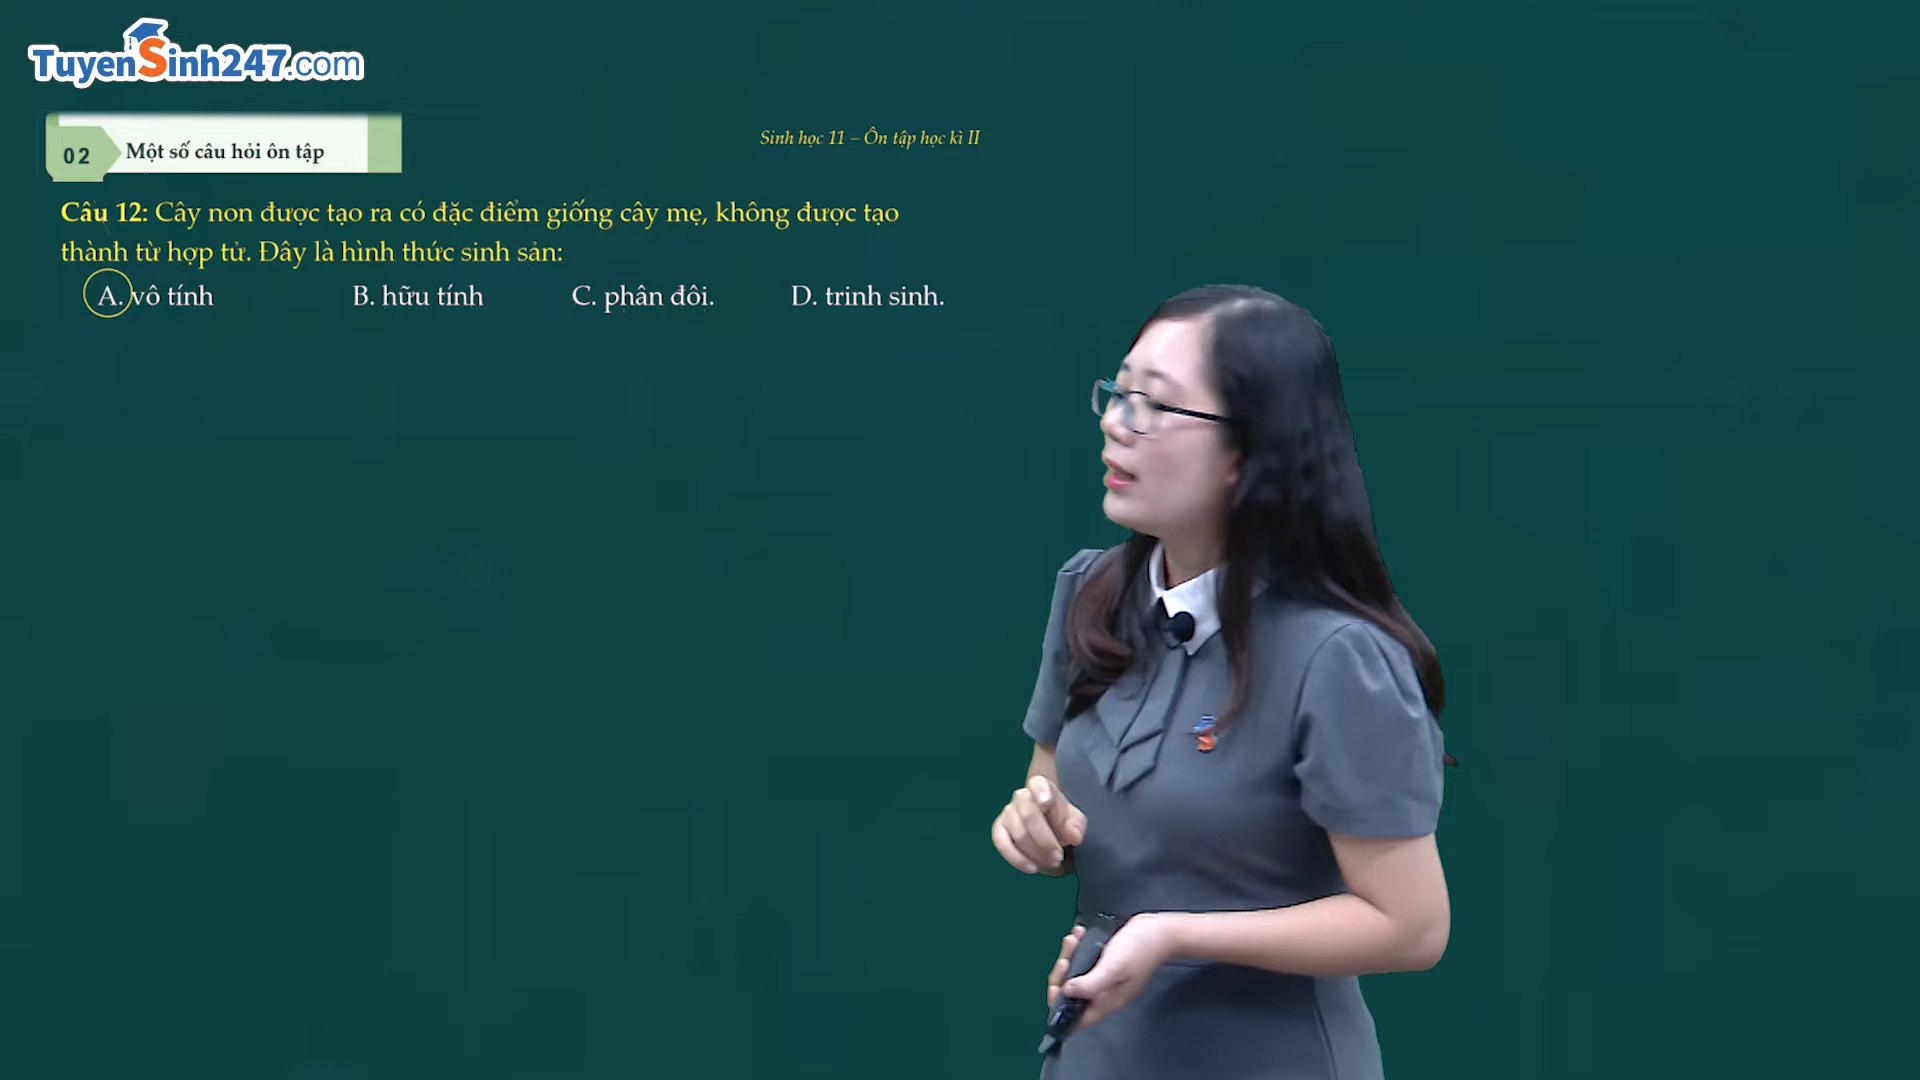 TuyenSinh247.com
02 Một số câu hỏi ôn tập
Sinh học 11 – Ôn tập học kì II
Câu 12: Cây non được tạo ra có đặc điểm giống cây mẹ, không được tạo
thành từ hợp tử. Đây là hình thức sinh sản:
A. vô tính B. hữu tính C. phân đôi. D. trinh sinh.